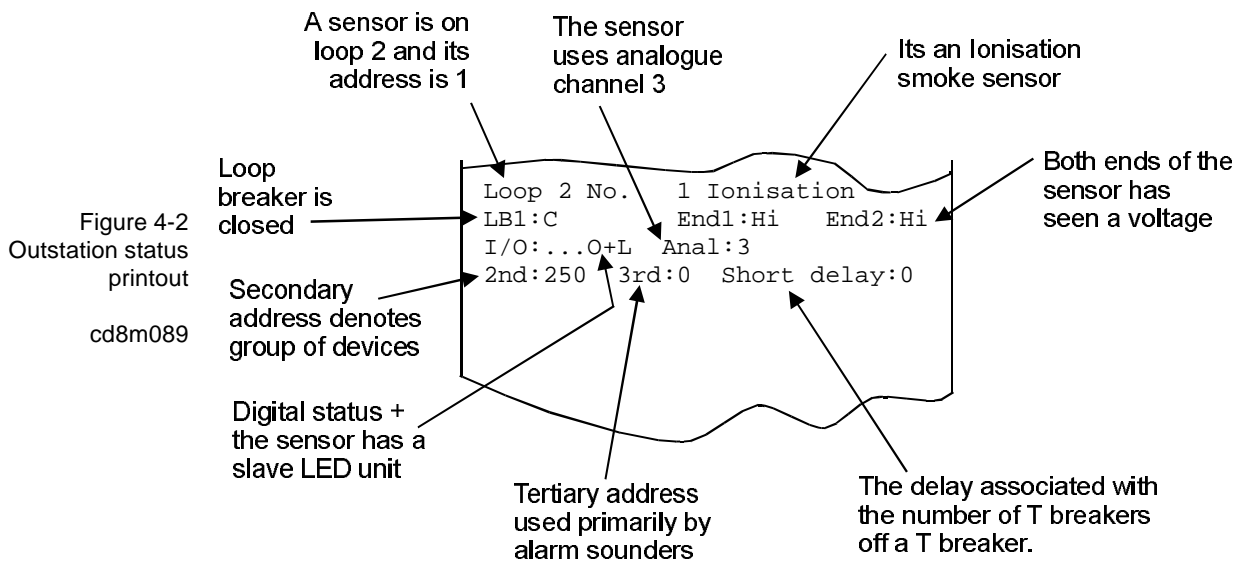 A sensor is on
loop 2 and its
address is 1
The sensor
uses analogue
channel 3
Its an Ionisation
smoke sensor
Loop
breaker is
closed
Both ends of the
sensor has
seen a voltage
Figure 4-2
Outstation status
printout
cd8m089
Loop 2 No.   1 Ionisation
LB1:C        End1:Hi   End2:Hi
I/O:...O+L  Anal:3
2nd:250  3rd:0  Short delay:0
Secondary
address denotes
group of devices
Digital status +
the sensor has a
slave LED unit
Tertiary address
used primarily by
alarm sounders
The delay associated with
the number of T breakers
off a T breaker.